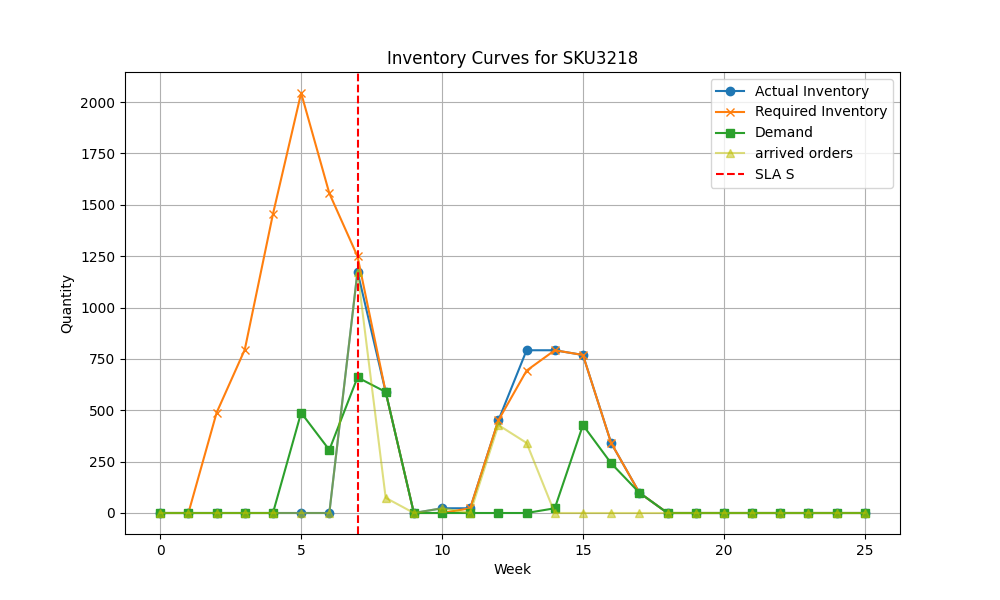 Inventory Curves for SKU3218
Actual Inventory
Required Inventory
Demand
arrived orders
SLA S
Quantity
2000
1750
1500
1250
1000
750
500
250
0
0 5 10 15 20 25
Week